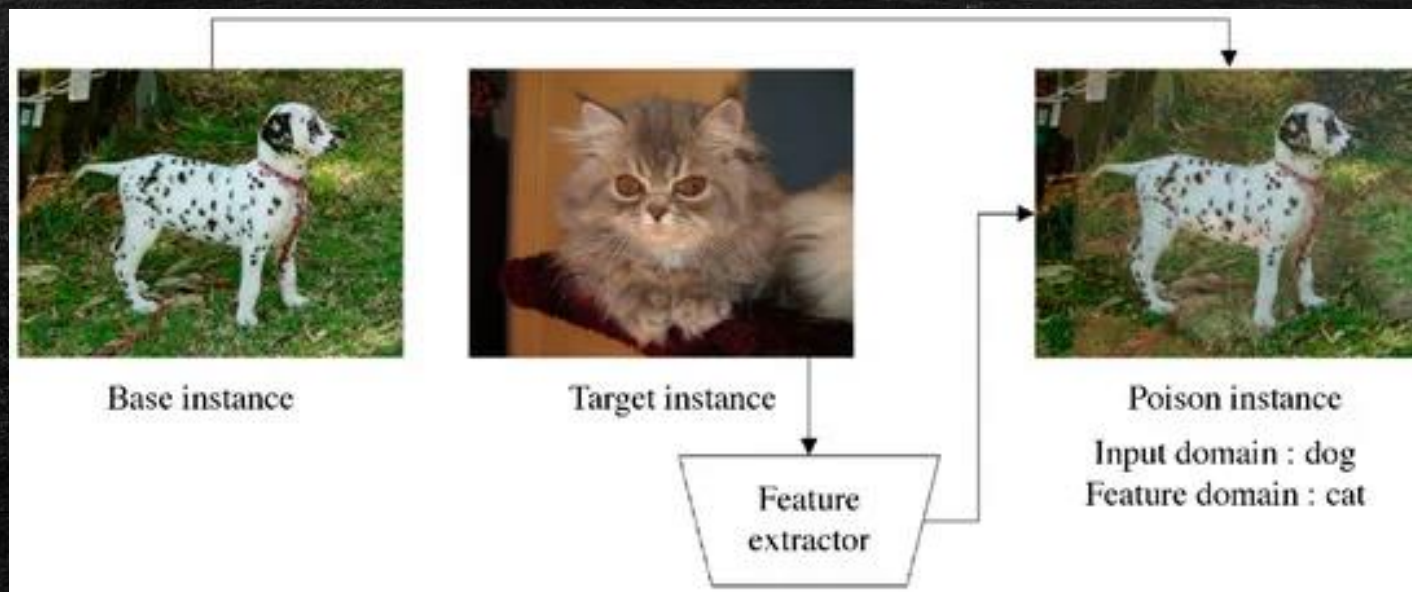 Base instance
Target instance
Poison instance
Input domain : dog
Feature domain : cat
Feature
extractor